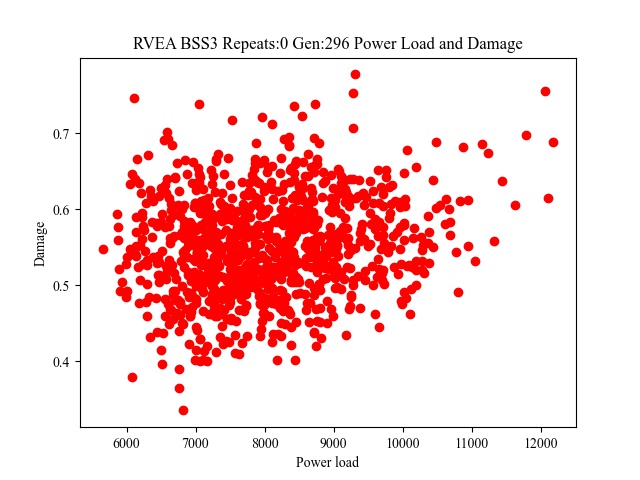 RVEA BSS3 Repeats:0 Gen:296 Power Load and Damage
0.7
0.6
0.5
0.4
Damage
6000 7000 8000 9000 10000 11000 12000
Power load